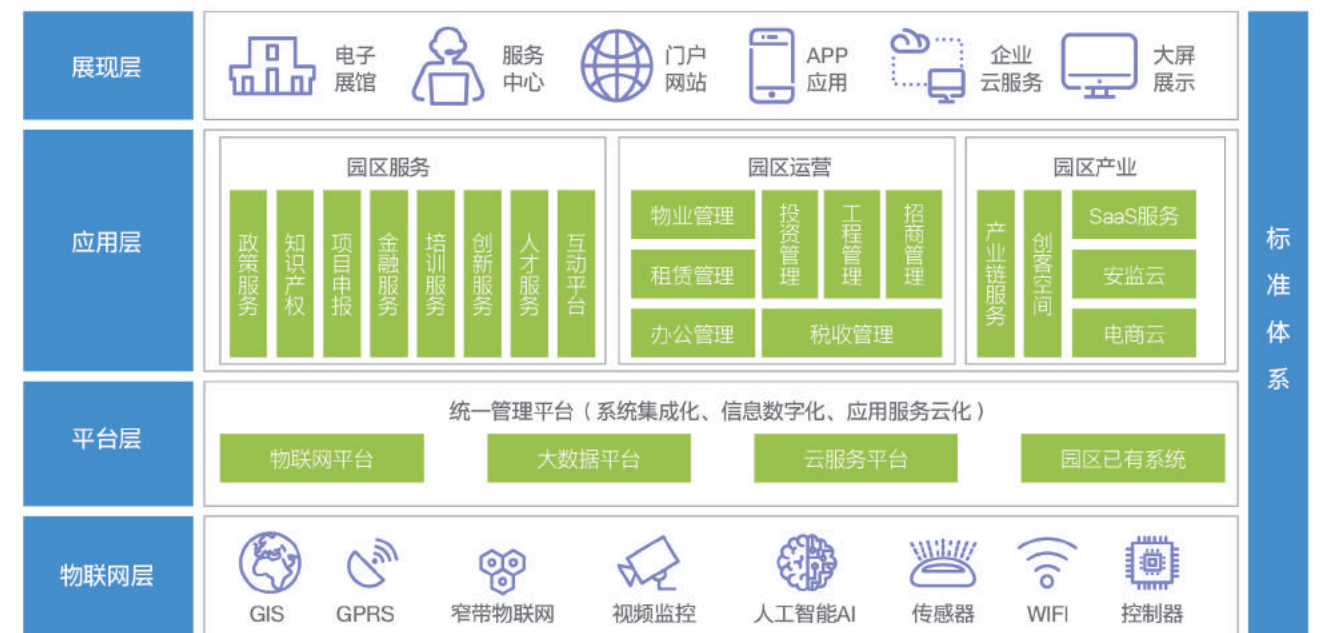 展现层
电子
展馆
服务
中心
门户
网站
APP
应用
企业
云服务
大屏
展示
应用层
园区服务
政策服务
知识产权
项目申报
金融服务
培训服务
创新服务
人才服务
互动平台
园区运营
物业管理
租赁管理
办公管理
投资管理
工程管理
招商管理
税收管理
园区产业
产业链服务
创客空间
SaaS服务
安监云
电商云
平台层
统一管理平台（系统集成化、信息数字化、应用服务云化）
物联网平台
大数据平台
云服务平台
园区已有系统
物联网层
GIS
GPRS
窄带物联网
视频监控
人工智能AI
传感器
WIFI
控制器
标准体系